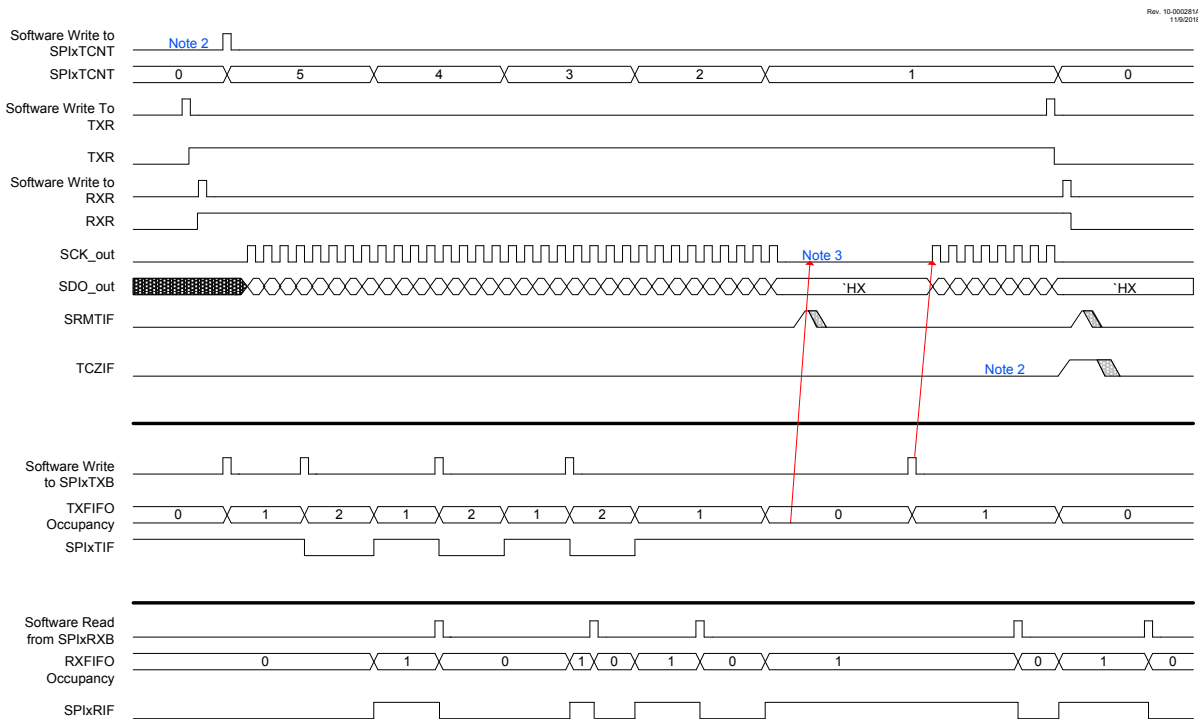 Rev. 10-000281A
11/9/2018
Software Write to
SPIxTCNT
Note 2
SPIxTCNT
0 5 4 3 2 1 0
Software Write To
TXR
TXR
Software Write to
RXR
RXR
SCK_out
Note 3
SDO_out
`HX `HX
SRMTIF
TCZIF
Note 2
Software Write
to SPIxTXB
TXFIFO
Occupancy
0 1 2 1 2 1 2 1 0 1 0
SPIxTIF
Software Read
from SPIxRXB
RXFIFO
Occupancy
0 1 0 1 0 1 0 1 0 1 0
SPIxRIF